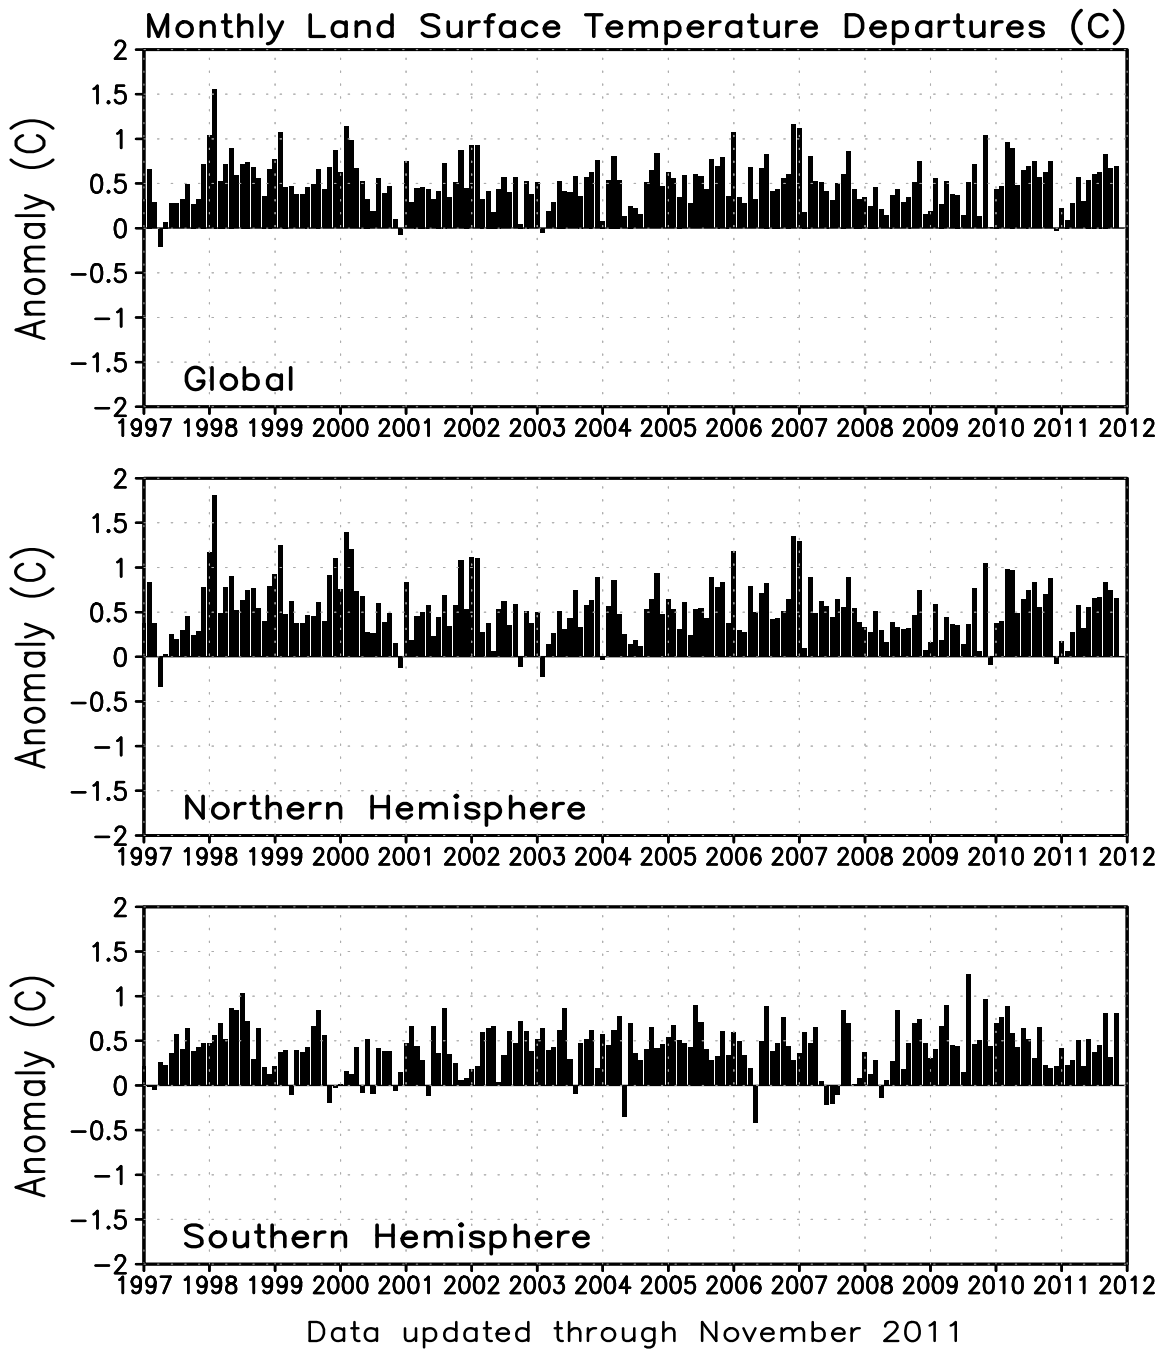 Monthly Land Surface Temperature Departures (C)
2
1.5
1
0.5
0
−0.5
−1
−1.5
−2
Anomaly (C)
Global
1997 1998 1999 2000 2001 2002 2003 2004 2005 2006 2007 2008 2009 2010 2011 2012
2
1.5
1
0.5
0
−0.5
−1
−1.5
−2
Anomaly (C)
Northern Hemisphere
1997 1998 1999 2000 2001 2002 2003 2004 2005 2006 2007 2008 2009 2010 2011 2012
2
1.5
1
0.5
0
−0.5
−1
−1.5
−2
Anomaly (C)
Southern Hemisphere
1997 1998 1999 2000 2001 2002 2003 2004 2005 2006 2007 2008 2009 2010 2011 2012
Data updated through November 2011